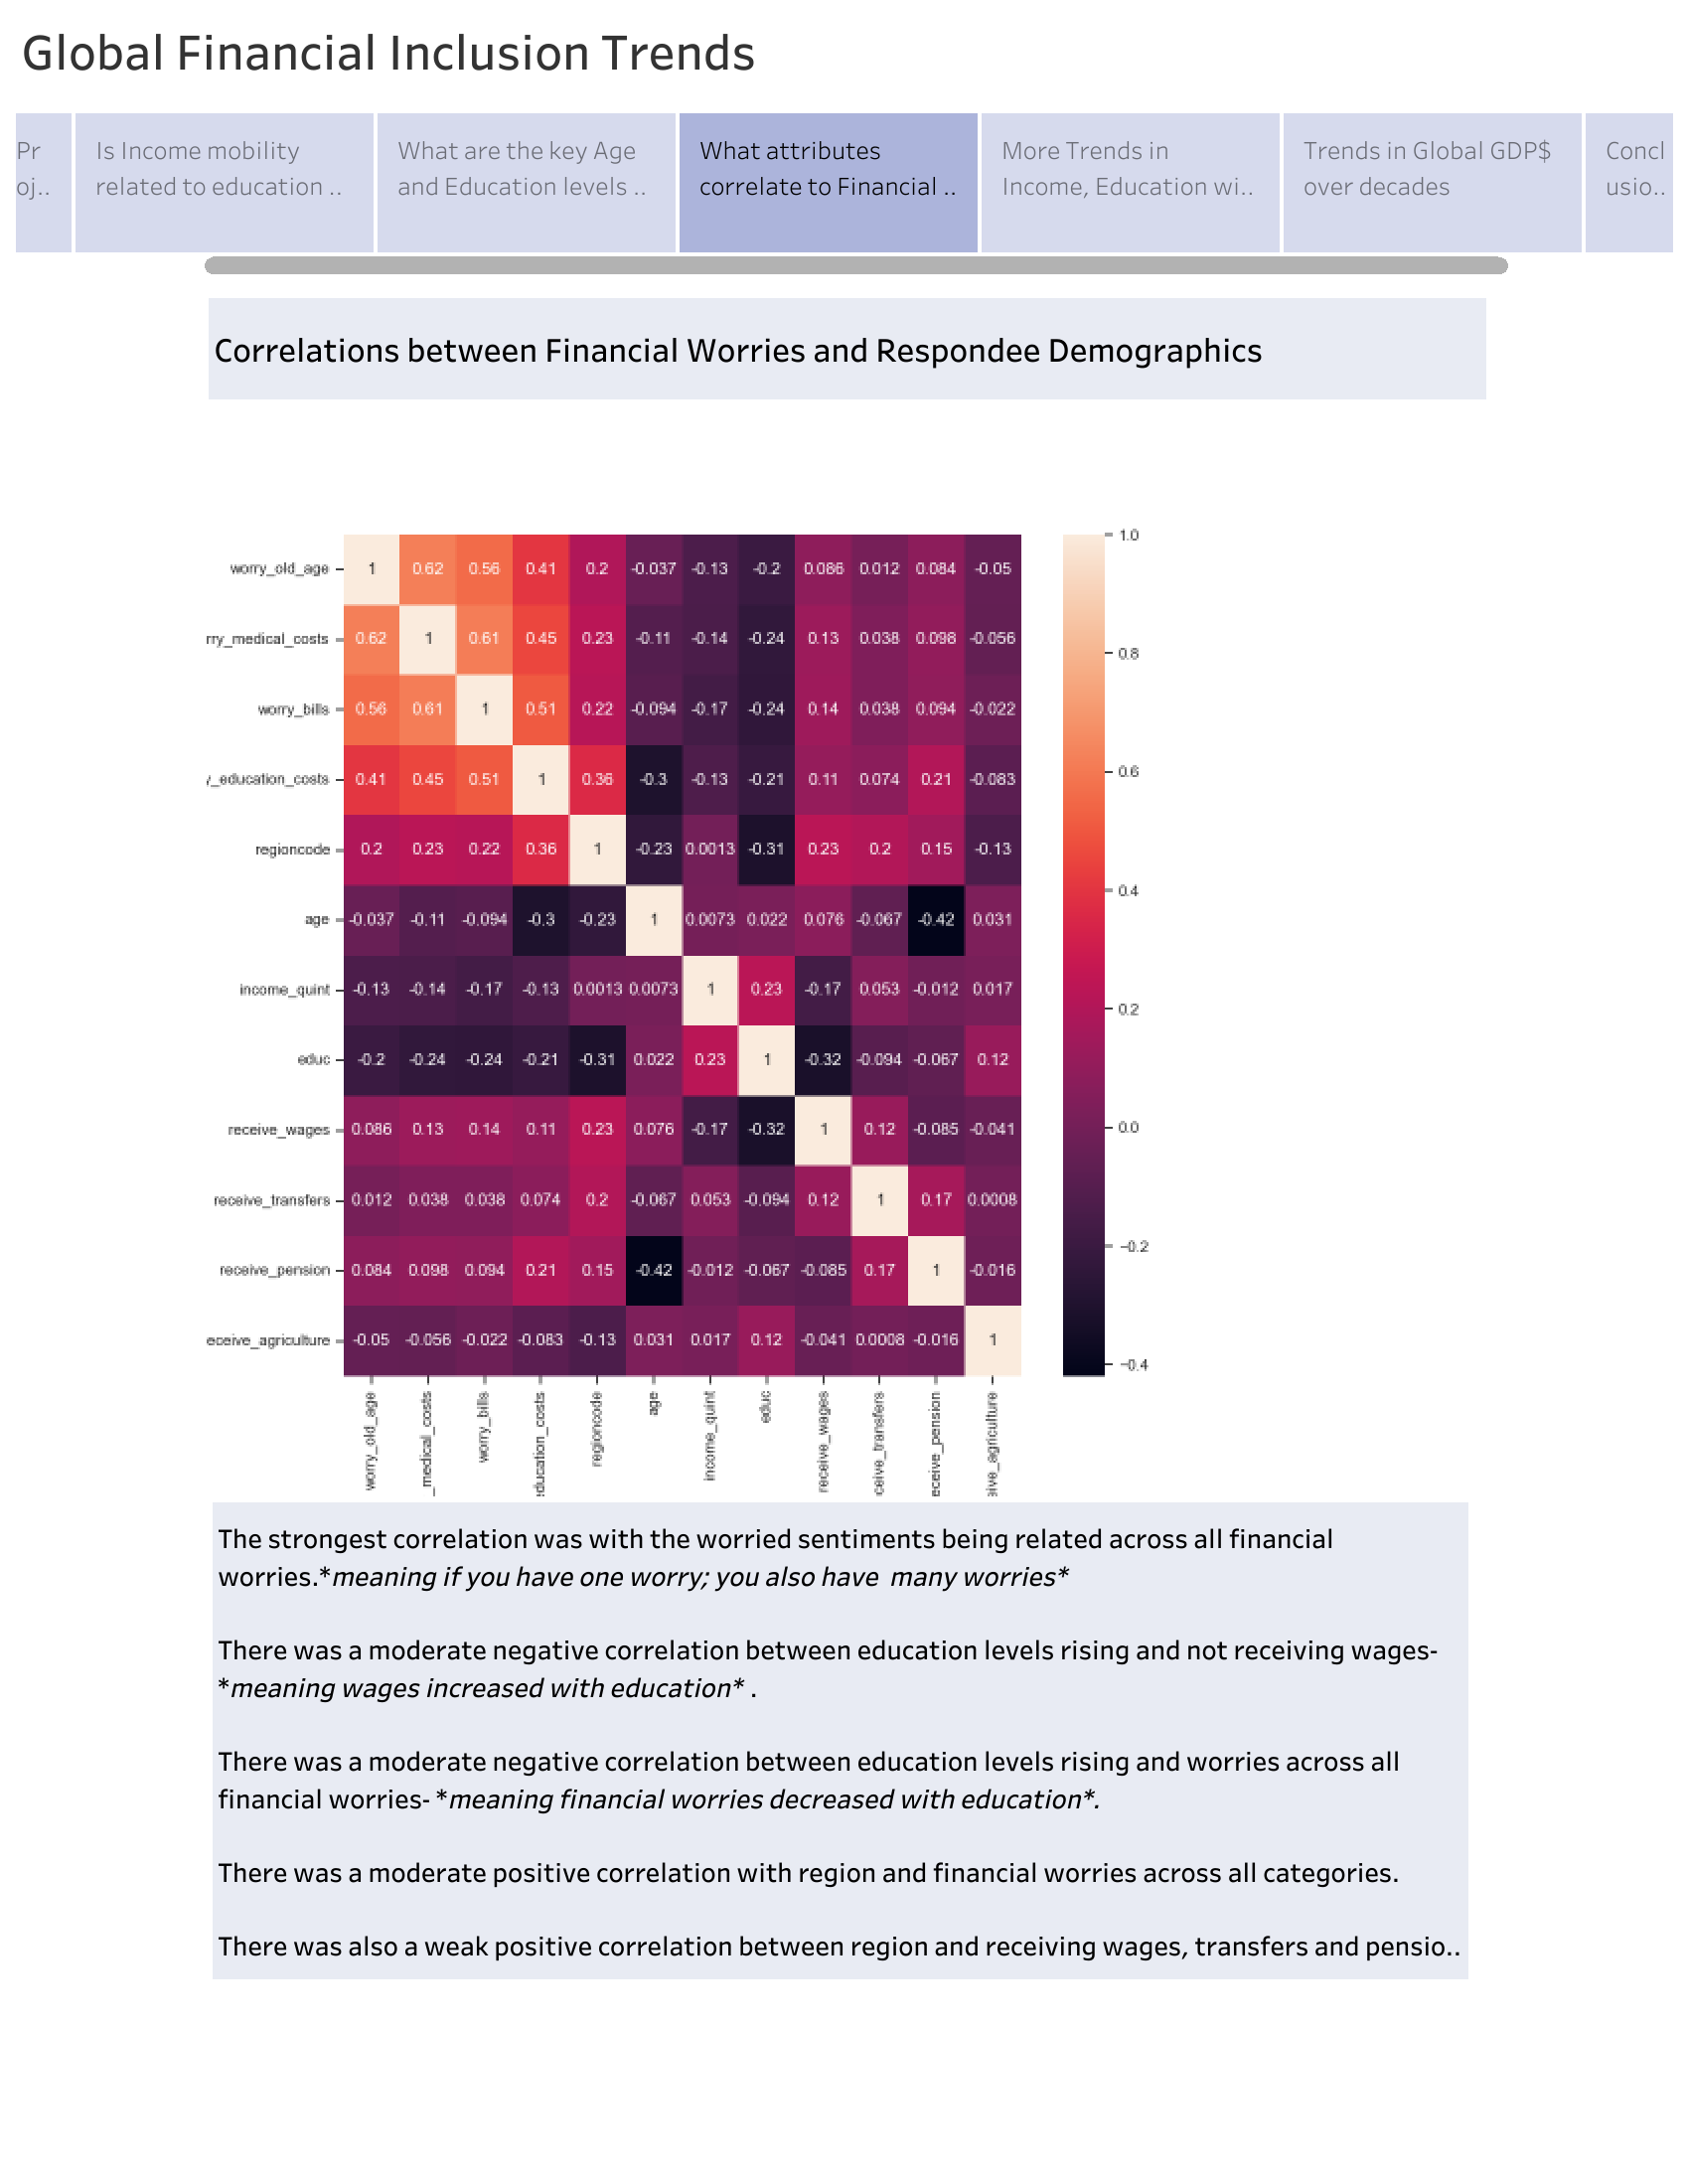 Global Financial Inclusion Trends
Pr
oj..
Is Income mobility
related to education ..
What are the key Age
and Education levels ..
What attributes
correlate to Financial ..
More Trends in
Income, Education wi..
Trends in Global GDP$
over decades
Concl
usio..
Correlations between Financial Worries and Respondee Demographics
worry_old_age 1 0.62 0.56 0.41 0.2 -0.037 -0.13 -0.2 0.086 0.012 0.084 -0.05
rry_medical_costs 0.62 1 0.61 0.45 0.23 -0.11 -0.14 -0.24 0.13 0.038 0.098 -0.056
worry_bills 0.56 0.61 1 0.51 0.22 -0.094 -0.17 -0.24 0.14 0.038 0.094 -0.022
y_education_costs 0.41 0.45 0.51 1 0.36 -0.3 -0.13 -0.21 0.11 0.074 0.21 -0.083
regioncode 0.2 0.23 0.22 0.36 1 -0.23 0.0013 -0.31 0.23 0.2 0.15 -0.13
age -0.037 -0.11 -0.094 -0.3 -0.23 1 0.0073 0.022 0.076 -0.067 -0.42 0.031
income_quint -0.13 -0.14 -0.17 -0.13 0.0013 0.0073 1 0.23 -0.17 0.053 -0.012 0.017
educ -0.2 -0.24 -0.24 -0.21 -0.31 0.022 0.23 1 -0.32 -0.094 -0.067 0.12
receive_wages 0.086 0.13 0.14 0.11 0.23 0.076 -0.17 -0.32 1 0.12 -0.085 -0.041
receive_transfers 0.012 0.038 0.038 0.074 0.2 -0.067 0.053 -0.094 0.12 1 0.17 0.0008
receive_pension 0.084 0.098 0.094 0.21 0.15 -0.42 -0.012 -0.067 -0.085 0.17 1 -0.016
eceive_agriculture -0.05 -0.056 -0.022 -0.083 -0.13 0.031 0.017 0.12 -0.041 0.0008 -0.016 1
worry_old_age
_medical_costs
worry_bills
education_costs
regioncode
age
income_quint
educ
receive_wages
ceive_transfers
eceive_pension
eive_agriculture
1.0
0.8
0.6
0.4
0.2
0.0
-0.2
-0.4
The strongest correlation was with the worried sentiments being related across all financial
worries.*meaning if you have one worry; you also have many worries*
There was a moderate negative correlation between education levels rising and not receiving wages-
*meaning wages increased with education* .
There was a moderate negative correlation between education levels rising and worries across all
financial worries- *meaning financial worries decreased with education*.
There was a moderate positive correlation with region and financial worries across all categories.
There was also a weak positive correlation between region and receiving wages, transfers and pensio..